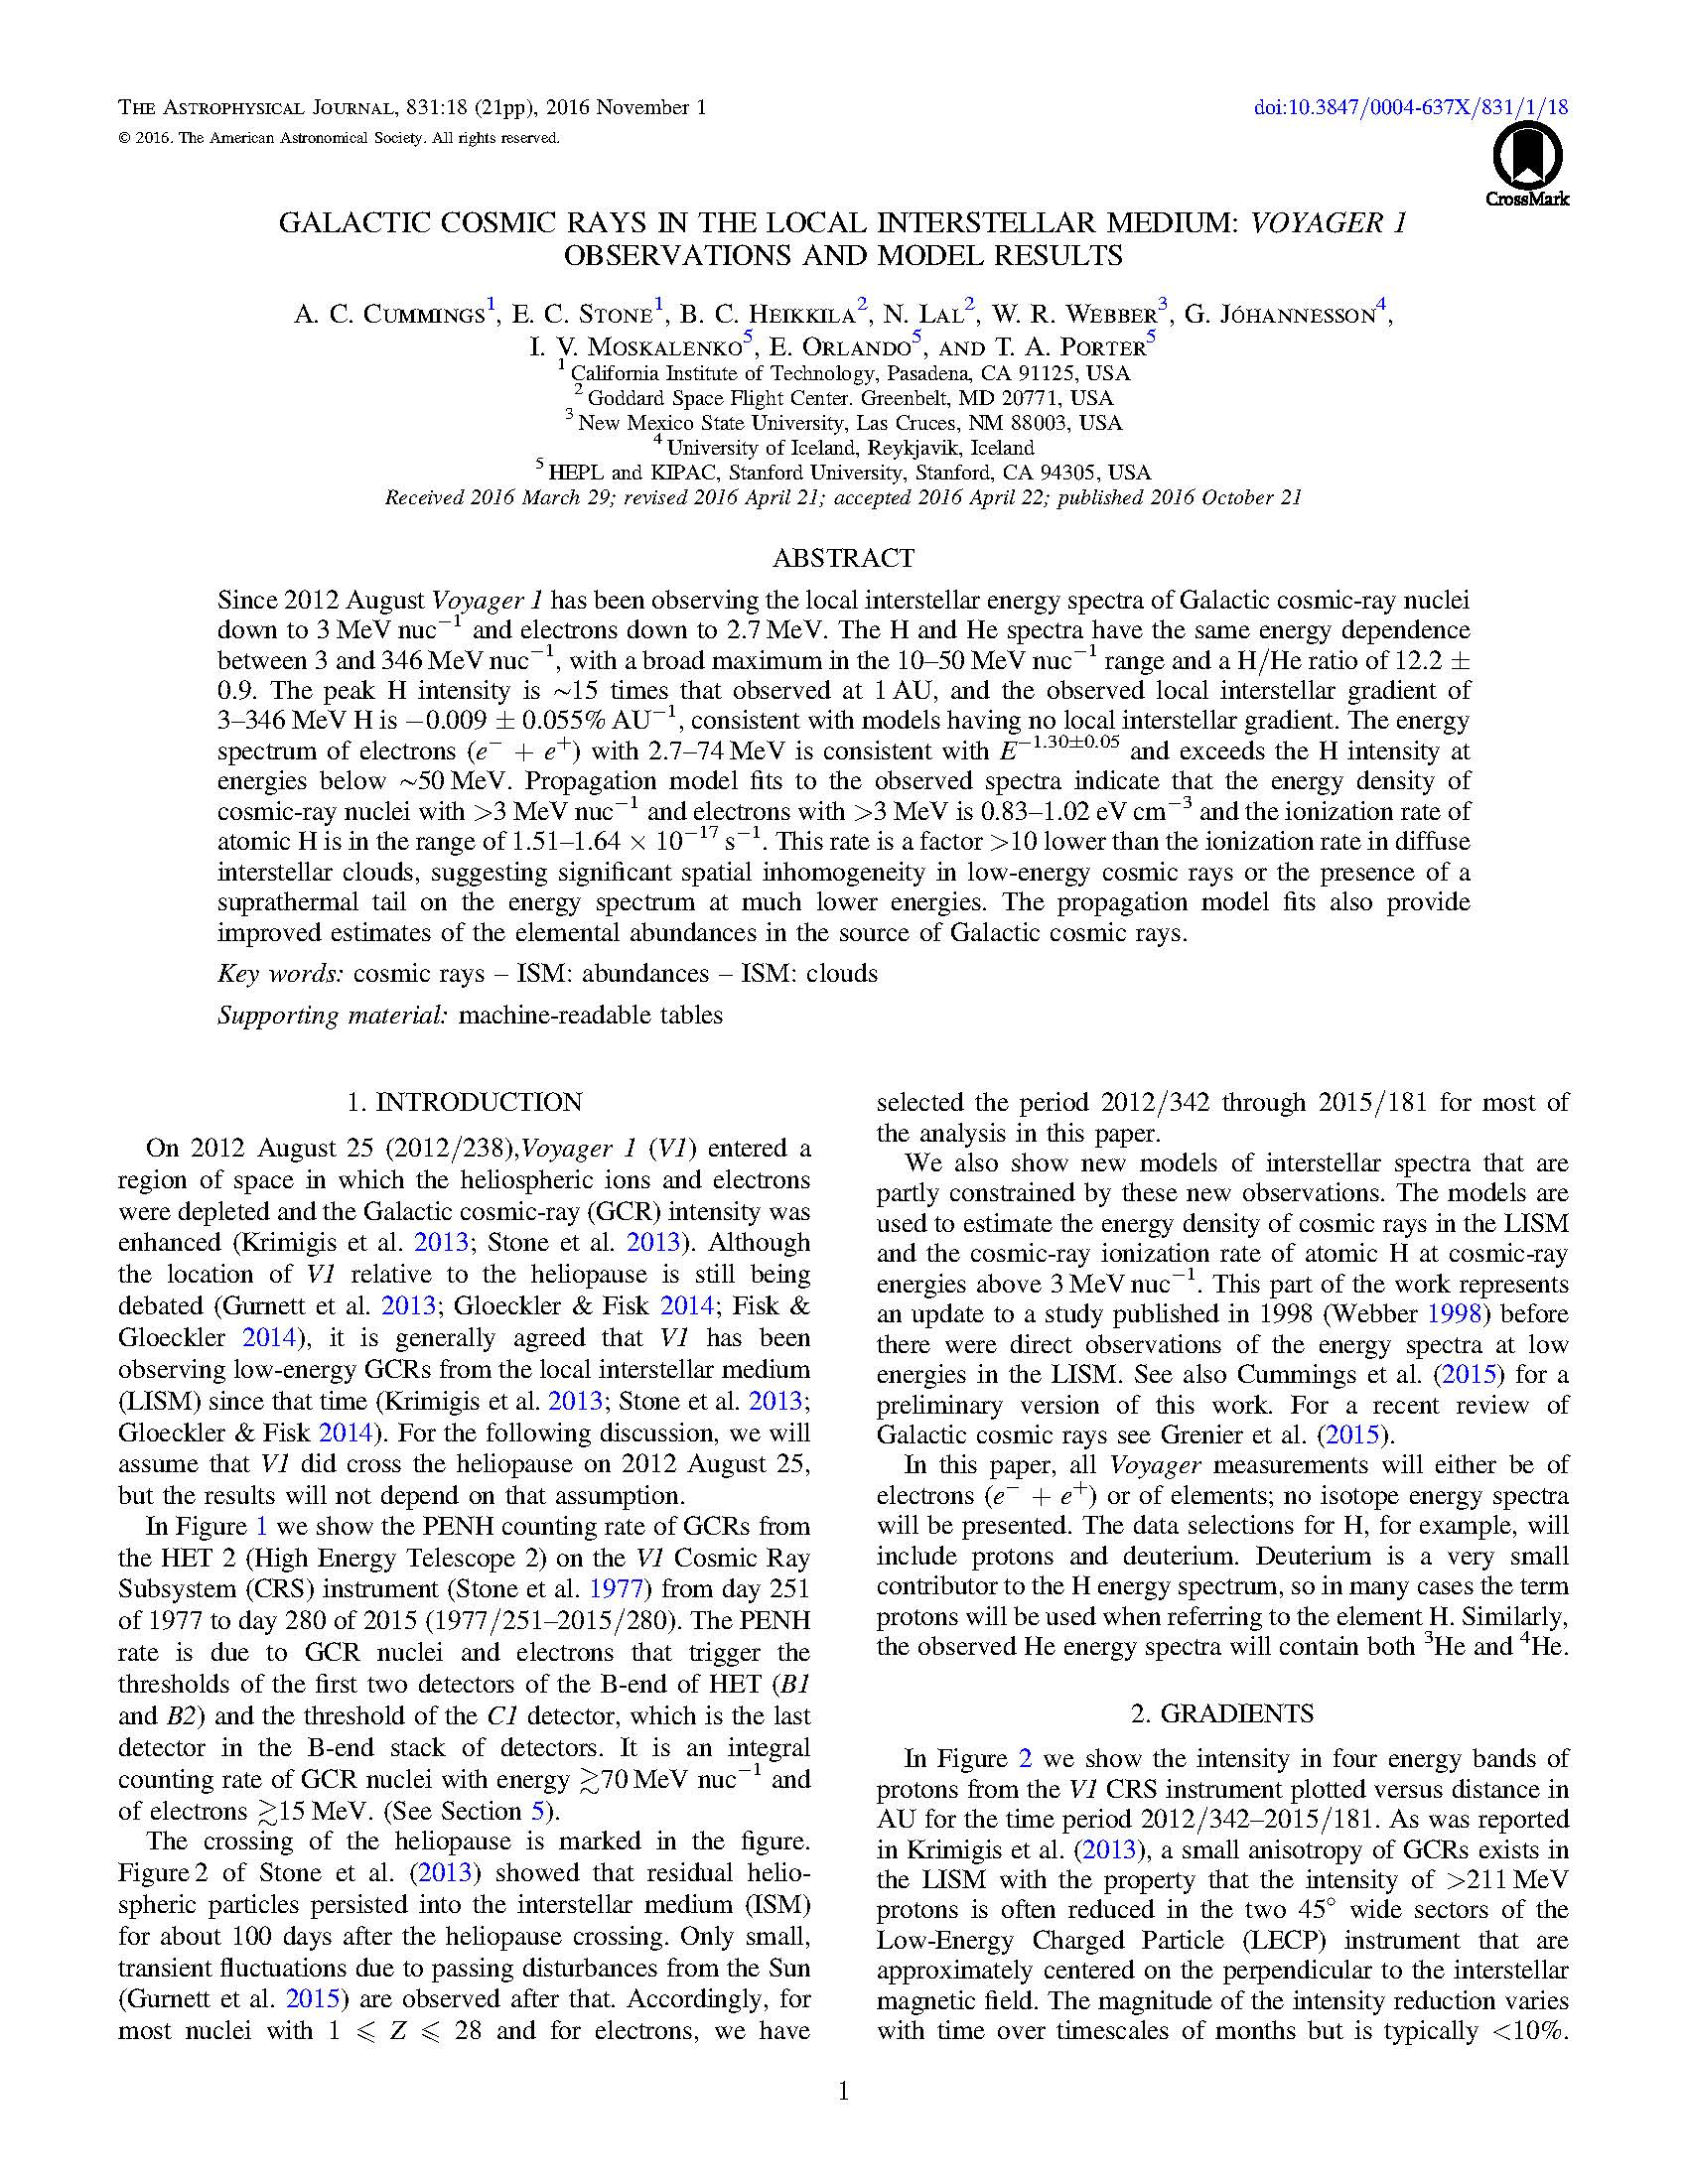 THE ASTROPHYSICAL JOURNAL, 831:18 (21pp), 2016 November 1
doi:10.3847/0004-637X/831/1/18
© 2016. The American Astronomical Society. All rights reserved.
CrossMark
GALACTIC COSMIC RAYS IN THE LOCAL INTERSTELLAR MEDIUM: VOYAGER 1
OBSERVATIONS AND MODEL RESULTS
A. C. CUMMINGS¹, E. C. STONE¹, B. C. HEIKKILA², N. LAL², W. R. WEBBER³, G. JÓHANNESSON⁴,
I. V. MOSKALENKO⁵, E. ORLANDO⁵, AND T. A. PORTER⁵
¹ California Institute of Technology, Pasadena, CA 91125, USA
² Goddard Space Flight Center. Greenbelt, MD 20771, USA
³ New Mexico State University, Las Cruces, NM 88003, USA
⁴ University of Iceland, Reykjavik, Iceland
⁵ HEPL and KIPAC, Stanford University, Stanford, CA 94305, USA
Received 2016 March 29; revised 2016 April 21; accepted 2016 April 22; published 2016 October 21
ABSTRACT
Since 2012 August Voyager 1 has been observing the local interstellar energy spectra of Galactic cosmic-ray nuclei
down to 3 MeV nuc⁻¹ and electrons down to 2.7 MeV. The H and He spectra have the same energy dependence
between 3 and 346 MeV nuc⁻¹, with a broad maximum in the 10–50 MeV nuc⁻¹ range and a H/He ratio of 12.2 ±
0.9. The peak H intensity is ~15 times that observed at 1 AU, and the observed local interstellar gradient of
3–346 MeV H is −0.009 ± 0.055% AU⁻¹, consistent with models having no local interstellar gradient. The energy
spectrum of electrons (e⁻ + e⁺) with 2.7–74 MeV is consistent with E⁻¹·³⁰±⁰·⁰⁵ and exceeds the H intensity at
energies below ~50 MeV. Propagation model fits to the observed spectra indicate that the energy density of
cosmic-ray nuclei with >3 MeV nuc⁻¹ and electrons with >3 MeV is 0.83–1.02 eV cm⁻³ and the ionization rate of
atomic H is in the range of 1.51–1.64 × 10⁻¹⁷ s⁻¹. This rate is a factor >10 lower than the ionization rate in diffuse
interstellar clouds, suggesting significant spatial inhomogeneity in low-energy cosmic rays or the presence of a
suprathermal tail on the energy spectrum at much lower energies. The propagation model fits also provide
improved estimates of the elemental abundances in the source of Galactic cosmic rays.
Key words: cosmic rays – ISM: abundances – ISM: clouds
Supporting material: machine-readable tables
1. INTRODUCTION
On 2012 August 25 (2012/238),Voyager 1 (V1) entered a
region of space in which the heliospheric ions and electrons
were depleted and the Galactic cosmic-ray (GCR) intensity was
enhanced (Krimigis et al. 2013; Stone et al. 2013). Although
the location of V1 relative to the heliopause is still being
debated (Gurnett et al. 2013; Gloeckler & Fisk 2014; Fisk &
Gloeckler 2014), it is generally agreed that V1 has been
observing low-energy GCRs from the local interstellar medium
(LISM) since that time (Krimigis et al. 2013; Stone et al. 2013;
Gloeckler & Fisk 2014). For the following discussion, we will
assume that V1 did cross the heliopause on 2012 August 25,
but the results will not depend on that assumption.
In Figure 1 we show the PENH counting rate of GCRs from
the HET 2 (High Energy Telescope 2) on the V1 Cosmic Ray
Subsystem (CRS) instrument (Stone et al. 1977) from day 251
of 1977 to day 280 of 2015 (1977/251–2015/280). The PENH
rate is due to GCR nuclei and electrons that trigger the
thresholds of the first two detectors of the B-end of HET (B1
and B2) and the threshold of the C1 detector, which is the last
detector in the B-end stack of detectors. It is an integral
counting rate of GCR nuclei with energy ≳70 MeV nuc⁻¹ and
of electrons ≳15 MeV. (See Section 5).
The crossing of the heliopause is marked in the figure.
Figure 2 of Stone et al. (2013) showed that residual helio-
spheric particles persisted into the interstellar medium (ISM)
for about 100 days after the heliopause crossing. Only small,
transient fluctuations due to passing disturbances from the Sun
(Gurnett et al. 2015) are observed after that. Accordingly, for
most nuclei with 1 ⩽ Z ⩽ 28 and for electrons, we have
selected the period 2012/342 through 2015/181 for most of
the analysis in this paper.
We also show new models of interstellar spectra that are
partly constrained by these new observations. The models are
used to estimate the energy density of cosmic rays in the LISM
and the cosmic-ray ionization rate of atomic H at cosmic-ray
energies above 3 MeV nuc⁻¹. This part of the work represents
an update to a study published in 1998 (Webber 1998) before
there were direct observations of the energy spectra at low
energies in the LISM. See also Cummings et al. (2015) for a
preliminary version of this work. For a recent review of
Galactic cosmic rays see Grenier et al. (2015).
In this paper, all Voyager measurements will either be of
electrons (e⁻ + e⁺) or of elements; no isotope energy spectra
will be presented. The data selections for H, for example, will
include protons and deuterium. Deuterium is a very small
contributor to the H energy spectrum, so in many cases the term
protons will be used when referring to the element H. Similarly,
the observed He energy spectra will contain both ³He and ⁴He.
2. GRADIENTS
In Figure 2 we show the intensity in four energy bands of
protons from the V1 CRS instrument plotted versus distance in
AU for the time period 2012/342–2015/181. As was reported
in Krimigis et al. (2013), a small anisotropy of GCRs exists in
the LISM with the property that the intensity of >211 MeV
protons is often reduced in the two 45° wide sectors of the
Low-Energy Charged Particle (LECP) instrument that are
approximately centered on the perpendicular to the interstellar
magnetic field. The magnitude of the intensity reduction varies
with time over timescales of months but is typically <10%.
1